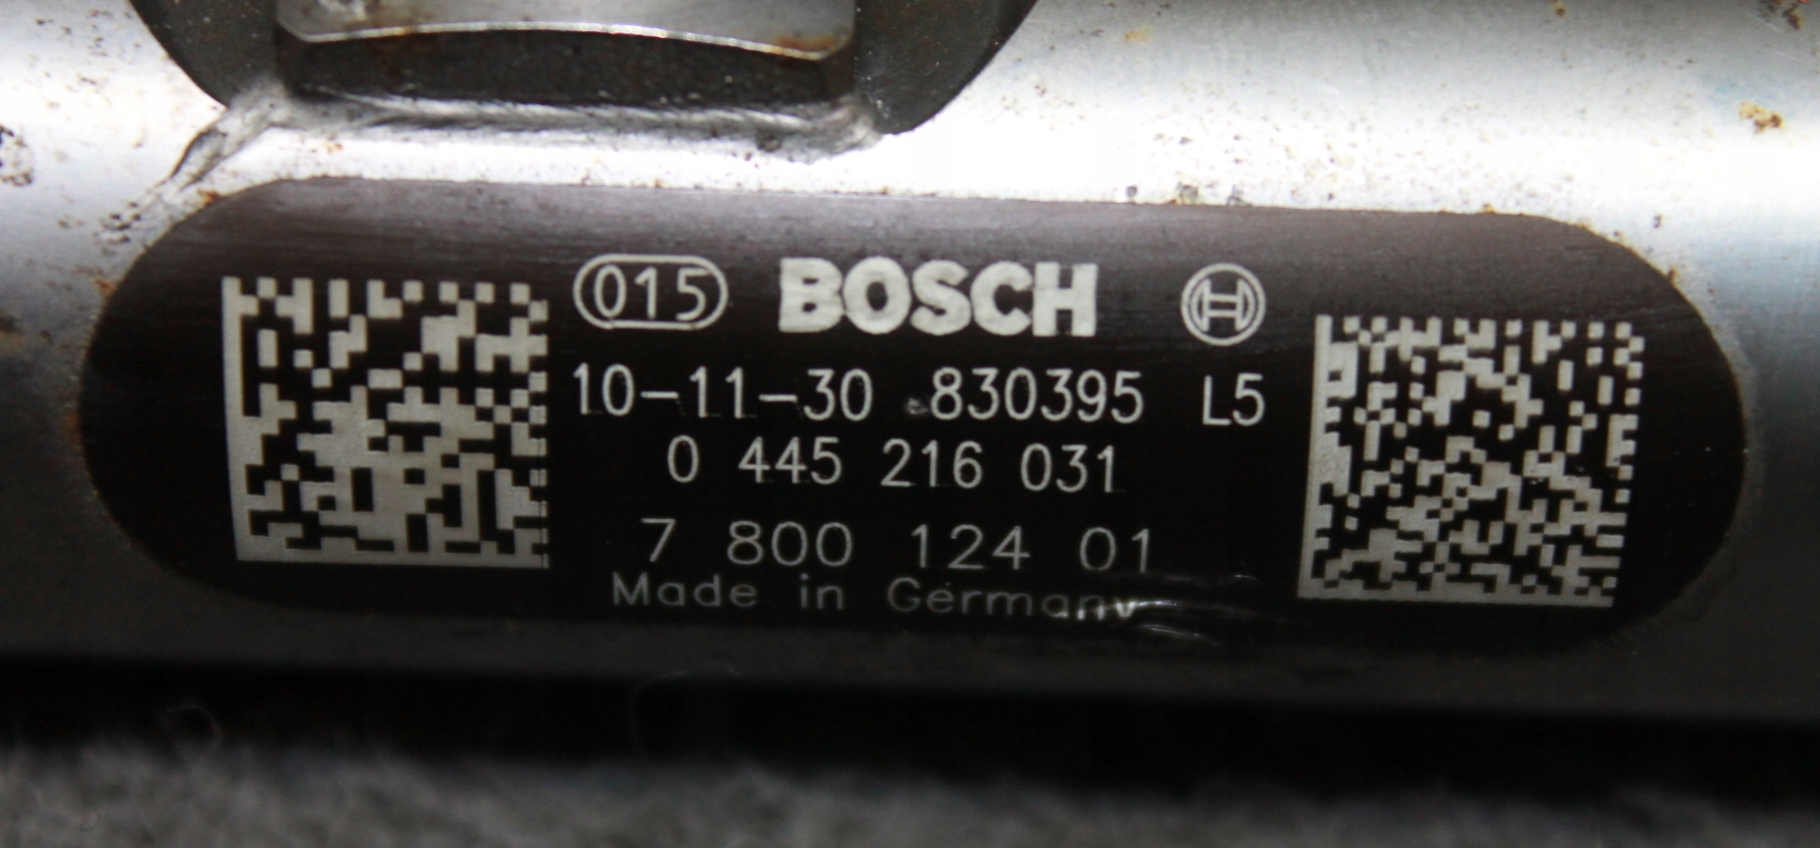 015 BOSCH
10-11-30 830395 L5
0 445 216 031
7 800 124 01
Made in Germany